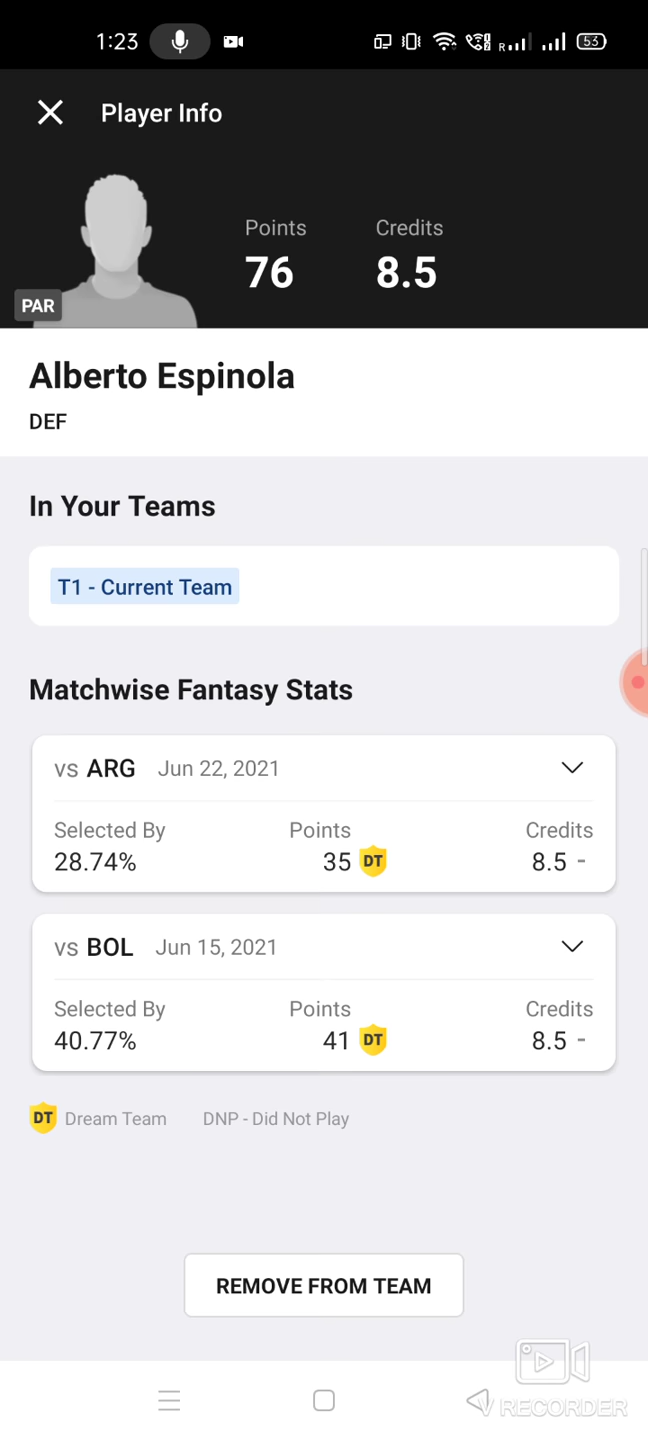 1:23
R
53
Player Info
Points
Credits
76
8.5
PAR
Alberto Espinola
DEF
In Your Teams
T1 - Current Team
Matchwise Fantasy Stats
vs ARG Jun 22, 2021
Selected By Points Credits
28.74% 35 DT 8.5 -
vs BOL Jun 15, 2021
Selected By Points Credits
40.77% 41 DT 8.5 -
DT Dream Team DNP - Did Not Play
REMOVE FROM TEAM
V RECORDER